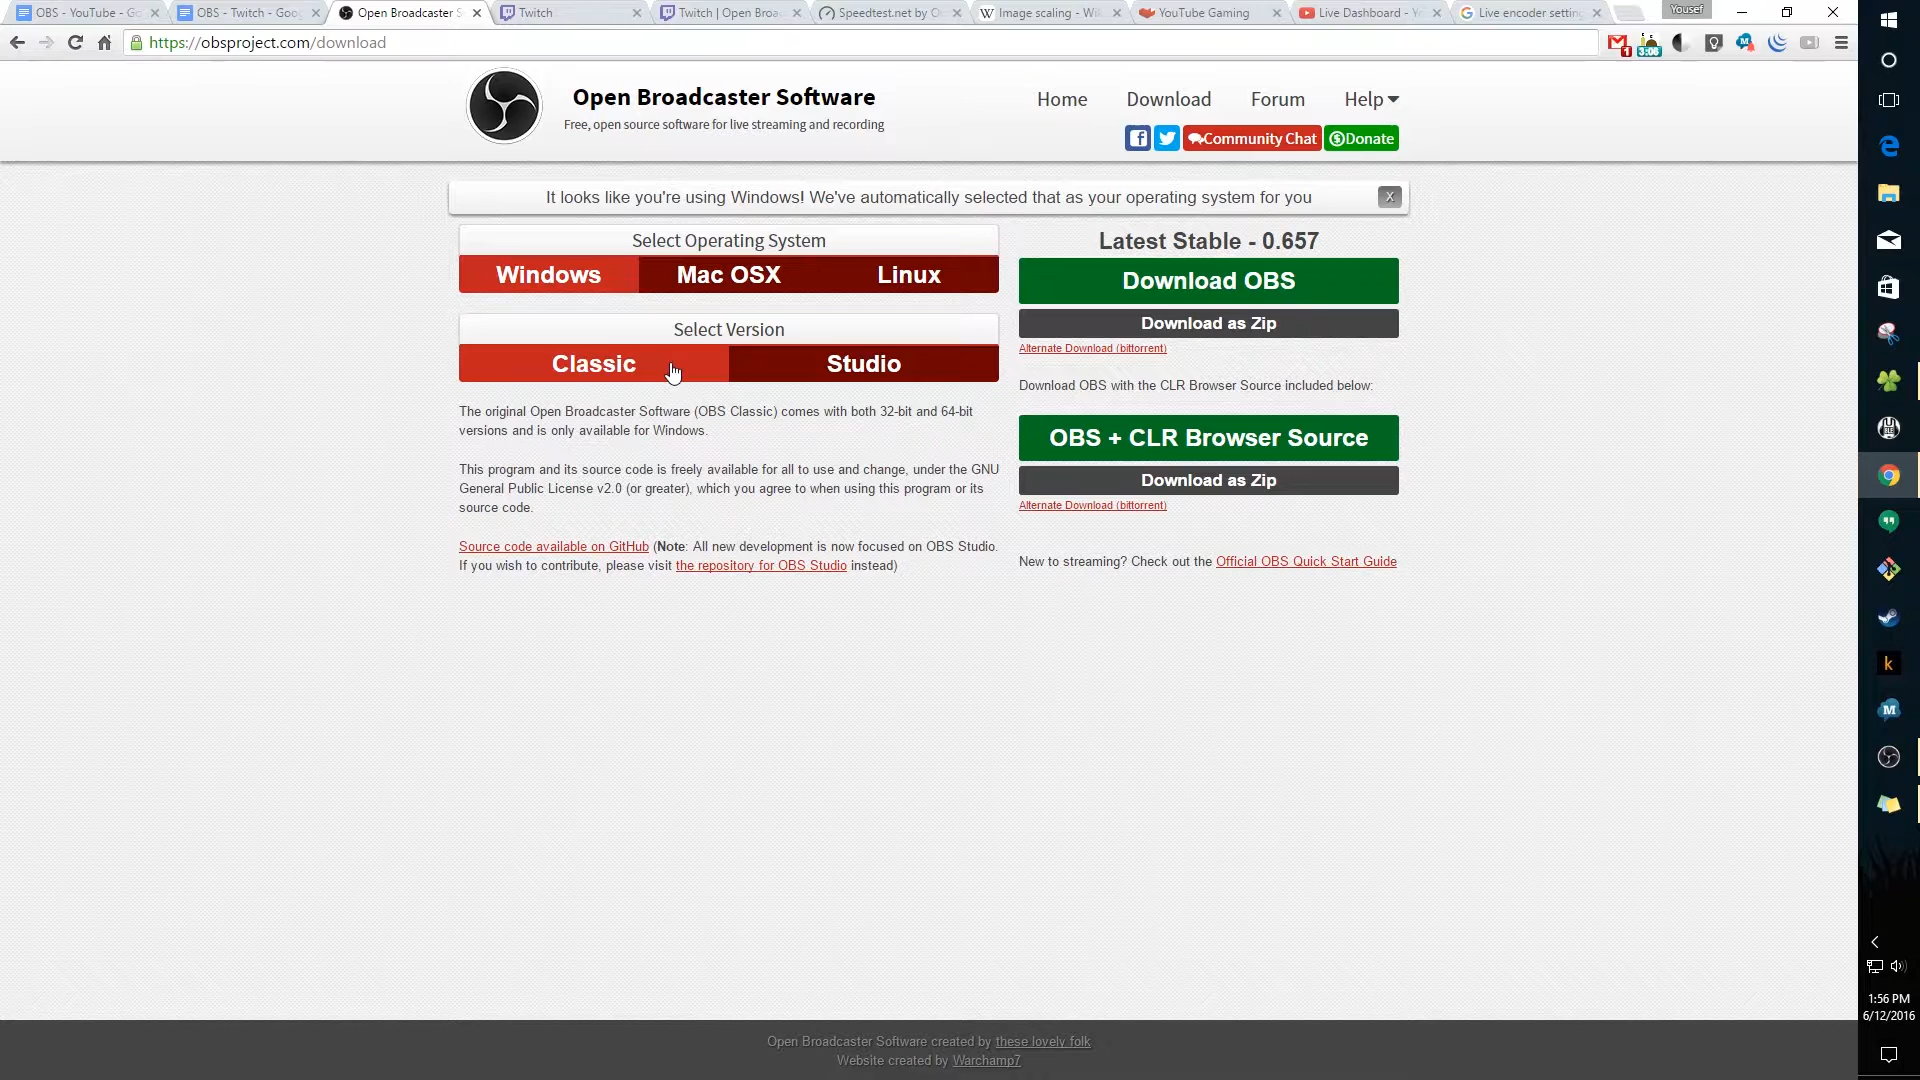 OBS - YouTube - Go
OBS - Twitch - Goog
Open Broadcaster S
Twitch
Twitch | Open Broa
Speedtest.net by O
Image scaling - Wik
YouTube Gaming
Live Dashboard - Y
Live encoder setting
Yousef
https://obsproject.com/download
1
3:06
Open Broadcaster Software
Free, open source software for live streaming and recording
Home
Download
Forum
Help
Community Chat
Donate
It looks like you're using Windows! We've automatically selected that as your operating system for you
X
Select Operating System
Windows
Mac OSX
Linux
Select Version
Classic
Studio
The original Open Broadcaster Software (OBS Classic) comes with both 32-bit and 64-bit
versions and is only available for Windows.
This program and its source code is freely available for all to use and change, under the GNU
General Public License v2.0 (or greater), which you agree to when using this program or its
source code.
Source code available on GitHub (Note: All new development is now focused on OBS Studio.
If you wish to contribute, please visit the repository for OBS Studio instead)
Latest Stable - 0.657
Download OBS
Download as Zip
Alternate Download (bittorrent)
Download OBS with the CLR Browser Source included below:
OBS + CLR Browser Source
Download as Zip
Alternate Download (bittorrent)
New to streaming? Check out the Official OBS Quick Start Guide
Open Broadcaster Software created by these lovely folk
Website created by Warchamp7
1:56 PM
6/12/2016